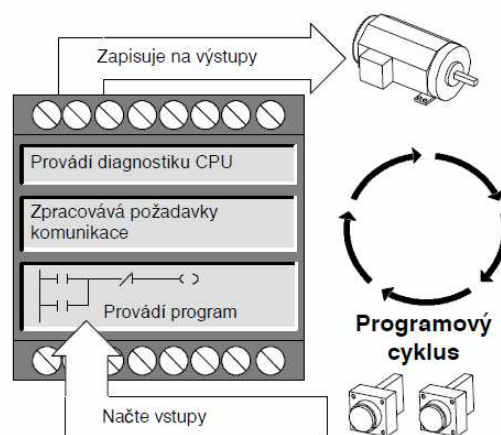 Zapisuje na výstupy
Provádí diagnostiku CPU
Zpracovává požadavky
komunikace
Provádí program
Programový
cyklus
Načte vstupy